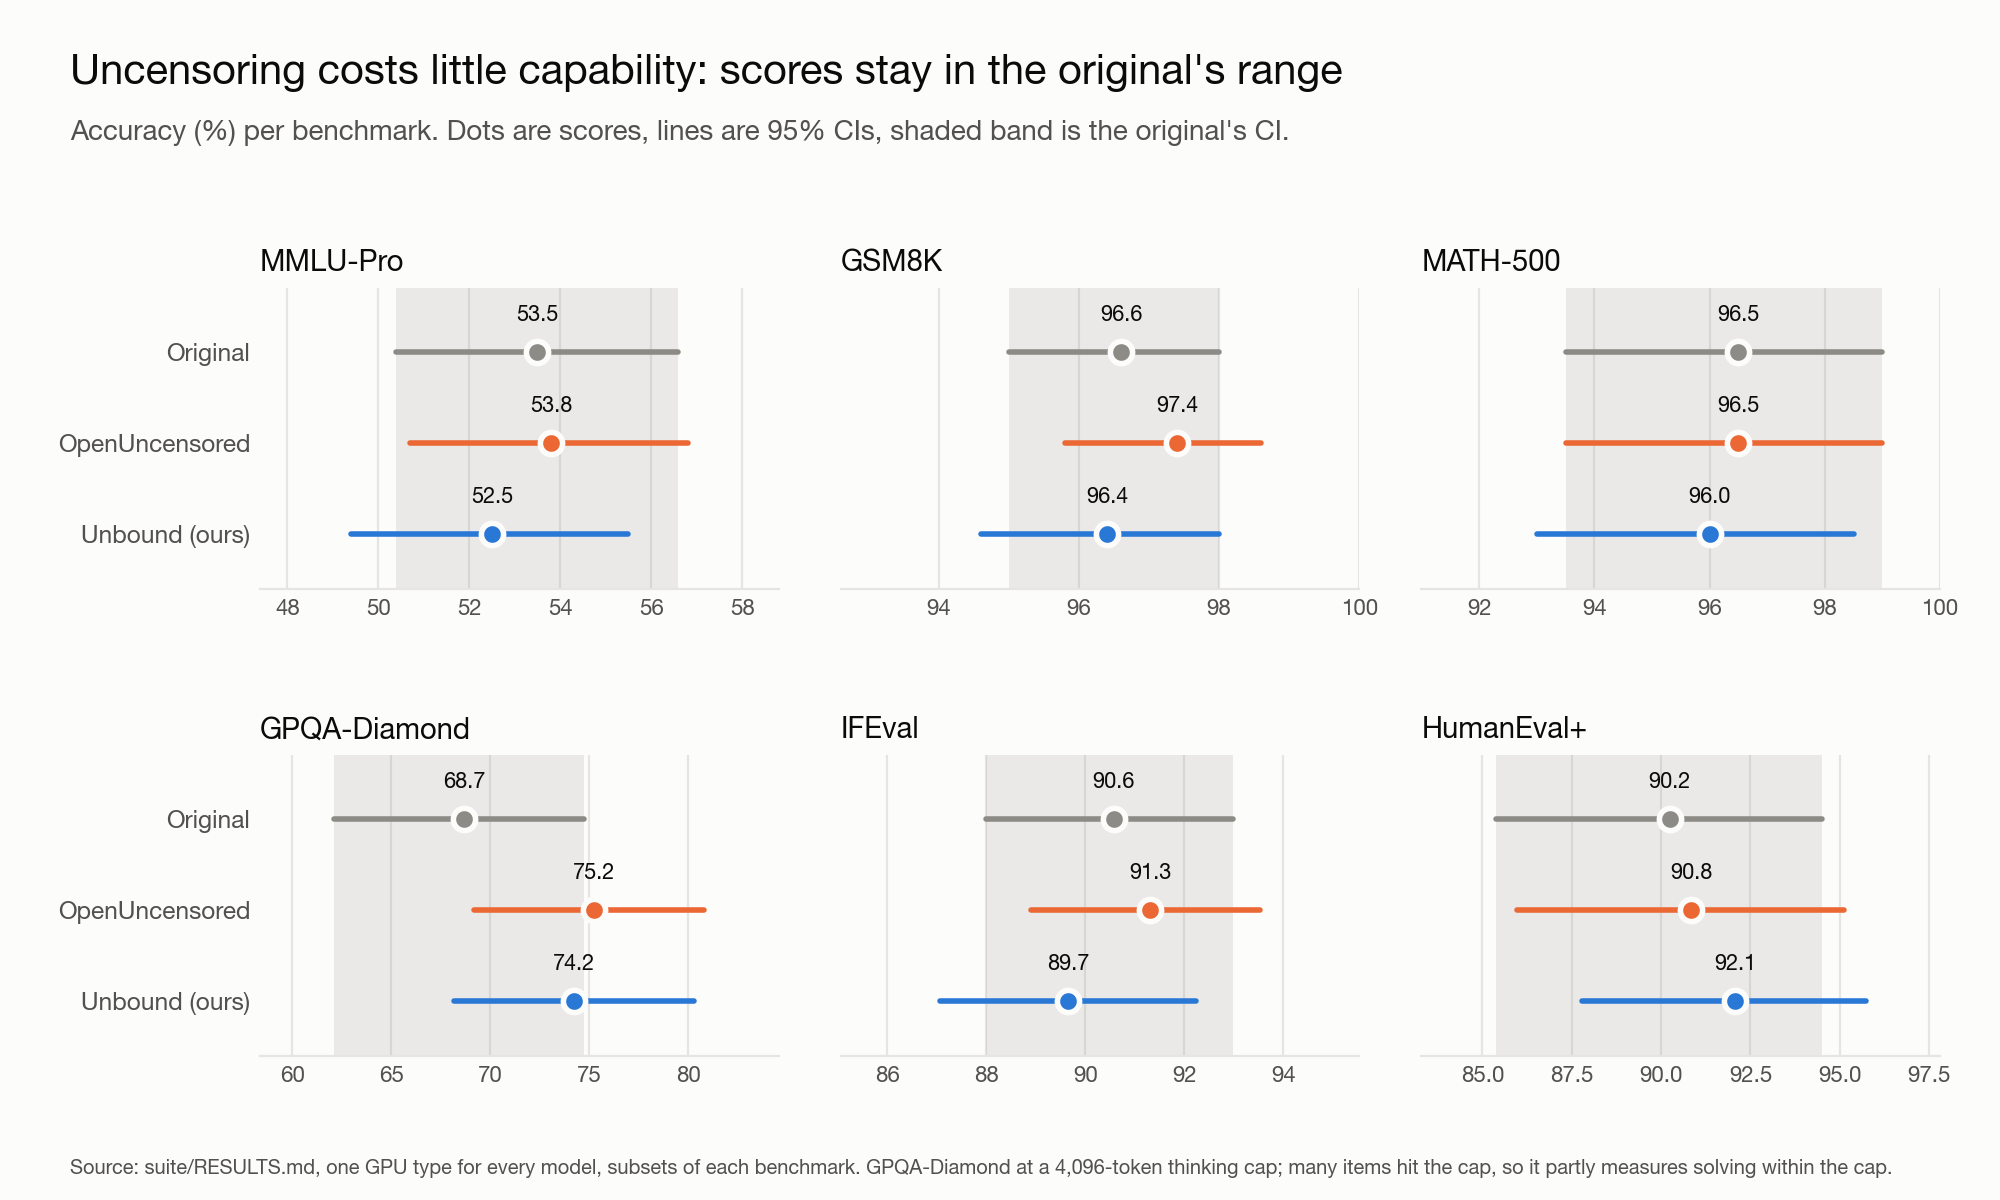 Uncensoring costs little capability: scores stay in the original's range
Accuracy (%) per benchmark. Dots are scores, lines are 95% CIs, shaded band is the original's CI.
MMLU-Pro
53.5
Original
53.8
OpenUncensored
52.5
Unbound (ours)
48 50 52 54 56 58
GSM8K
96.6
97.4
96.4
94 96 98 100
MATH-500
96.5
96.5
96.0
92 94 96 98 100
GPQA-Diamond
68.7
Original
75.2
OpenUncensored
74.2
Unbound (ours)
60 65 70 75 80
IFEval
90.6
91.3
89.7
86 88 90 92 94
HumanEval+
90.2
90.8
92.1
85.0 87.5 90.0 92.5 95.0 97.5
Source: suite/RESULTS.md, one GPU type for every model, subsets of each benchmark. GPQA-Diamond at a 4,096-token thinking cap; many items hit the cap, so it partly measures solving within the cap.